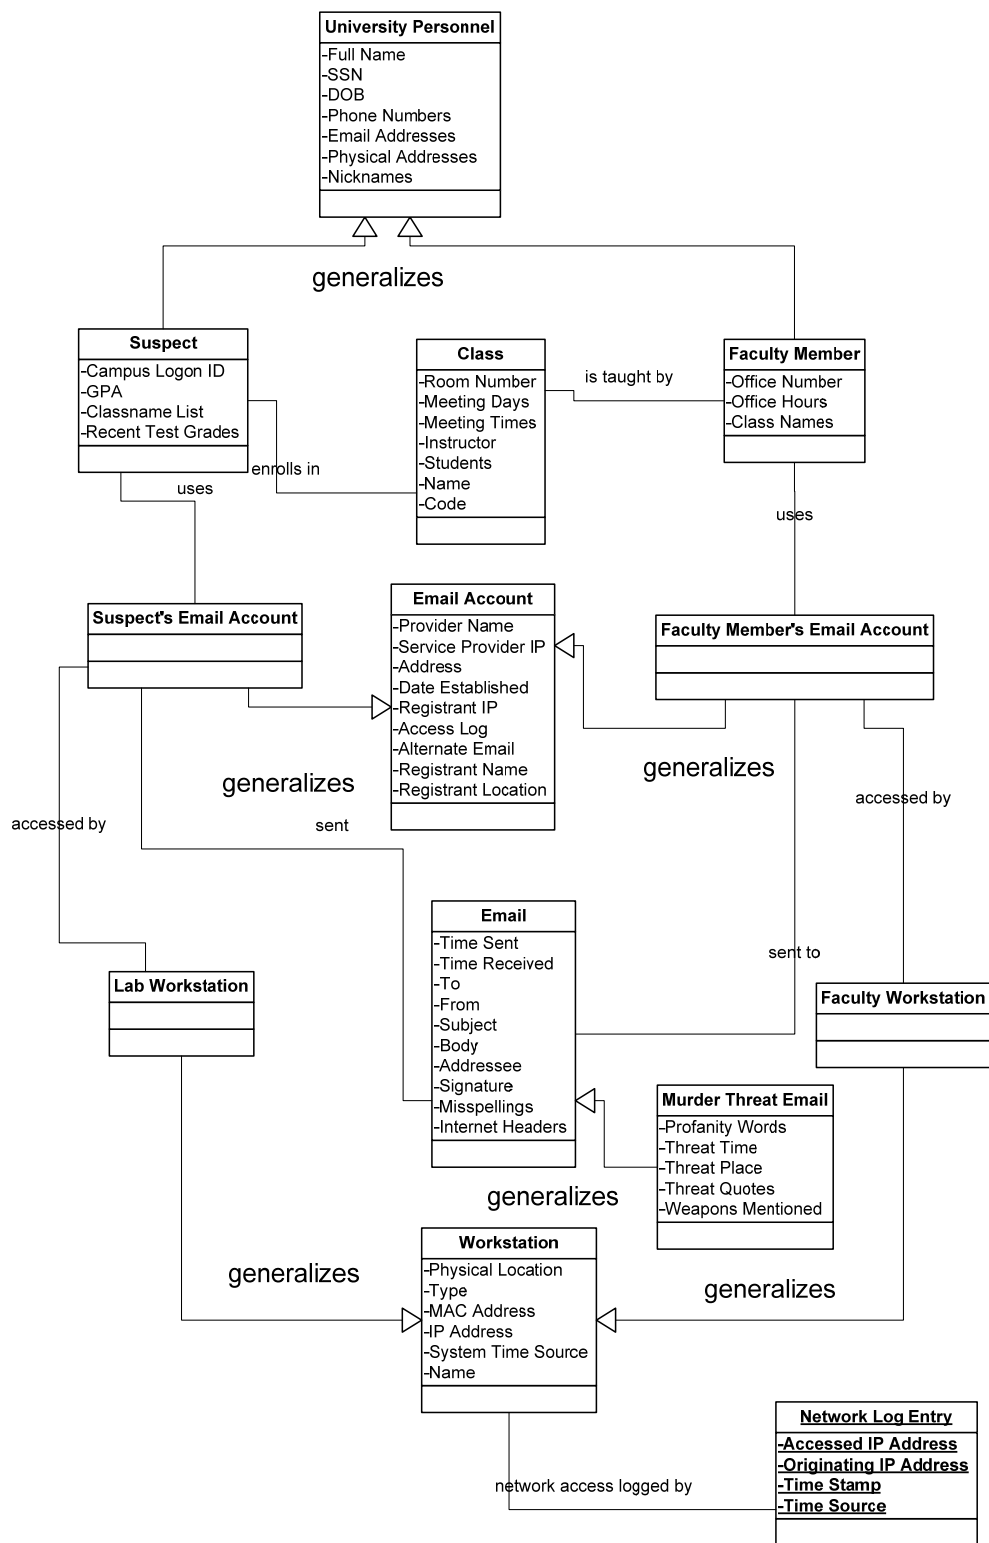 University Personnel
-Full Name
-SSN
-DOB
-Phone Numbers
-Email Addresses
-Physical Addresses
-Nicknames
generalizes
Suspect
-Campus Logon ID
-GPA
-Classname List
-Recent Test Grades
Class
-Room Number
-Meeting Days
-Meeting Times
-Instructor
-Students
-Name
-Code
is taught by
Faculty Member
-Office Number
-Office Hours
-Class Names
enrolls in
uses
uses
Suspect's Email Account
Email Account
-Provider Name
-Service Provider IP
-Address
-Date Established
-Registrant IP
-Access Log
-Alternate Email
-Registrant Name
-Registrant Location
Faculty Member's Email Account
generalizes
generalizes
accessed by
sent
accessed by
Email
-Time Sent
-Time Received
-To
-From
-Subject
-Body
-Addressee
-Signature
-Misspellings
-Internet Headers
sent to
Lab Workstation
Faculty Workstation
Murder Threat Email
-Profanity Words
-Threat Time
-Threat Place
-Threat Quotes
-Weapons Mentioned
generalizes
Workstation
-Physical Location
-Type
-MAC Address
-IP Address
-System Time Source
-Name
generalizes
generalizes
network access logged by
Network Log Entry
-Accessed IP Address
-Originating IP Address
-Time Stamp
-Time Source